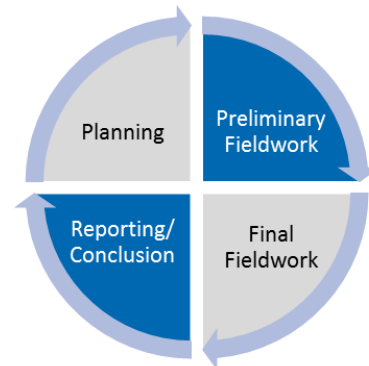 Planning
Preliminary
Fieldwork
Reporting/
Conclusion
Final
Fieldwork